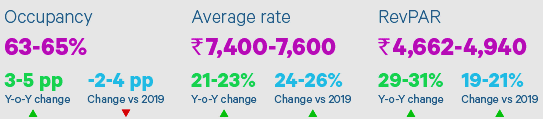 Occupancy
63-65%
3-5 pp
Y-o-Y change
-2-4 pp
Change vs 2019
Average rate
₹7,400-7,600
21-23%
Y-o-Y change
24-26%
Change vs 2019
RevPAR
₹4,662-4,940
29-31%
Y-o-Y change
19-21%
Change vs 2019